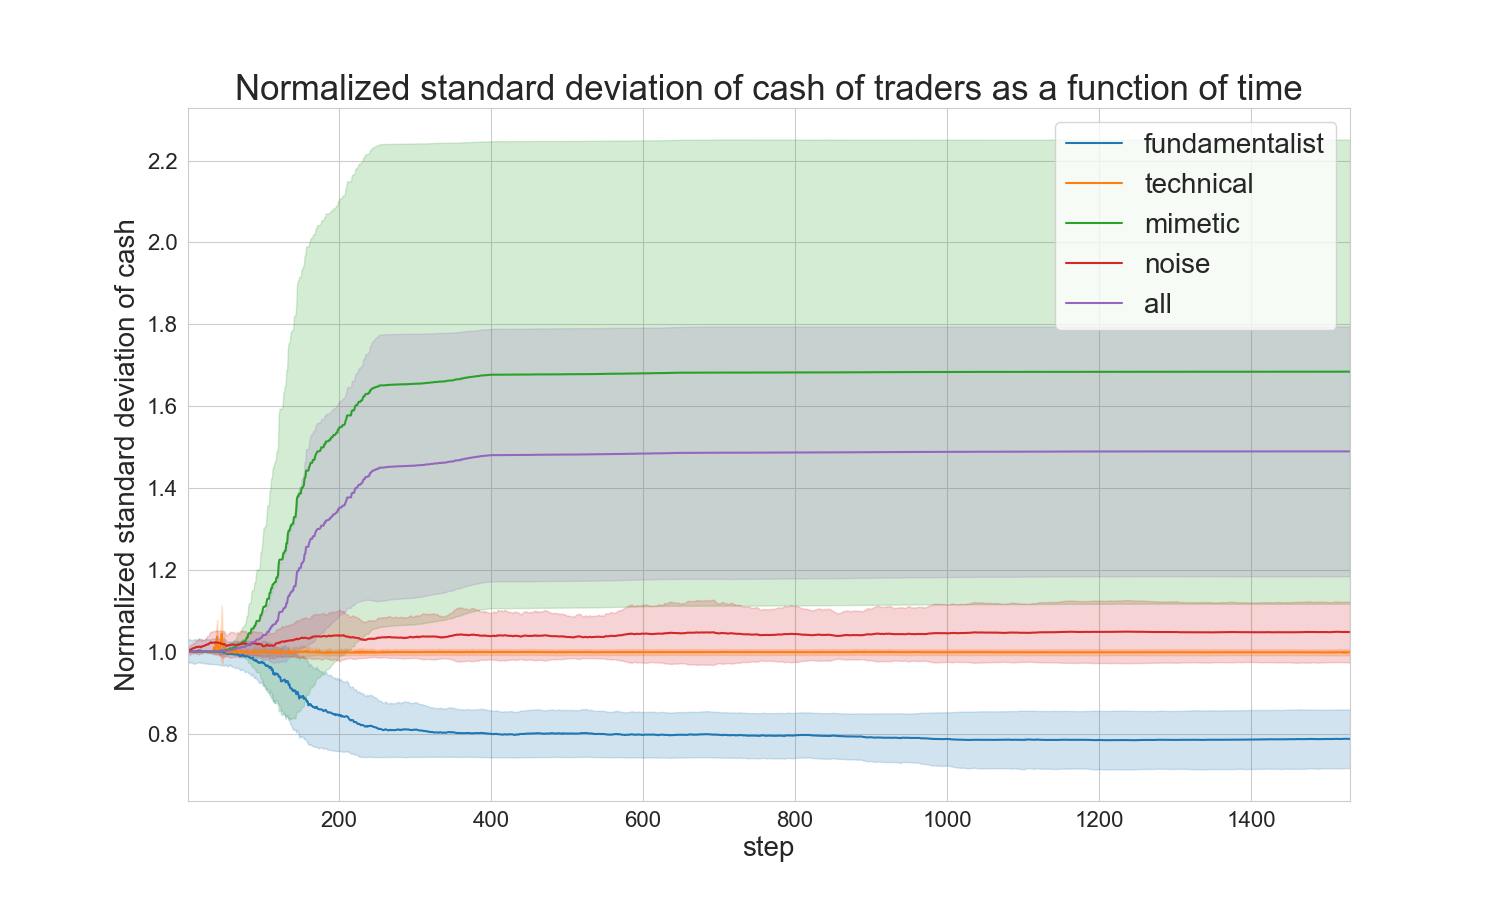 Normalized standard deviation of cash of traders as a function of time
Normalized standard deviation of cash
2.2
2.0
1.8
1.6
1.4
1.2
1.0
0.8
fundamentalist
technical
mimetic
noise
all
200 400 600 800 1000 1200 1400
step